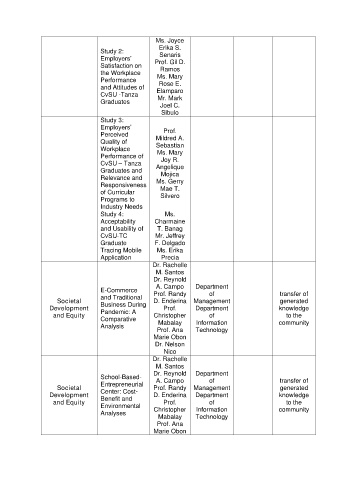 Study 2:
Employers'
Satisfaction on
the Workplace
Performance
and Attitudes of
CvSU -Tanza
Graduates
Ms. Joyce
Erika S.
Senaris
Prof. Gil D.
Ramos
Ms. Mary
Rose E.
Elamparo
Mr. Mark
Joel C.
Sibulo
Study 3:
Employers'
Perceived
Quality of
Workplace
Performance of
CvSU – Tanza
Graduates and
Relevance and
Responsiveness
of Curricular
Programs to
Industry Needs
Study 4:
Acceptability
and Usability of
CvSU-TC
Graduate
Tracing Mobile
Application
Prof.
Mildred A.
Sebastian
Ms. Mary
Joy R.
Angelique
Mojica
Ms. Gerry
Mae T.
Silvero
Ms.
Charmaine
T. Banag
Mr. Jeffrey
F. Delgado
Ms. Erika
Precia
Societal
Development
and Equity
E-Commerce
and Traditional
Business During
Pandemic: A
Comparative
Analysis
Dr. Rachelle
M. Santos
Dr. Reynold
A. Campo
Prof. Randy
D. Enderina
Prof.
Christopher
Mabalay
Prof. Ana
Marie Obon
Dr. Nelson
Nico
Department
of
Management
Department
of
Information
Technology
transfer of
generated
knowledge
to the
community
Societal
Development
and Equity
School-Based-
Entrepreneurial
Center: Cost-
Benefit and
Environmental
Analyses
Dr. Rachelle
M. Santos
Dr. Reynold
A. Campo
Prof. Randy
D. Enderina
Prof.
Christopher
Mabalay
Prof. Ana
Marie Obon
Department
of
Management
Department
of
Information
Technology
transfer of
generated
knowledge
to the
community